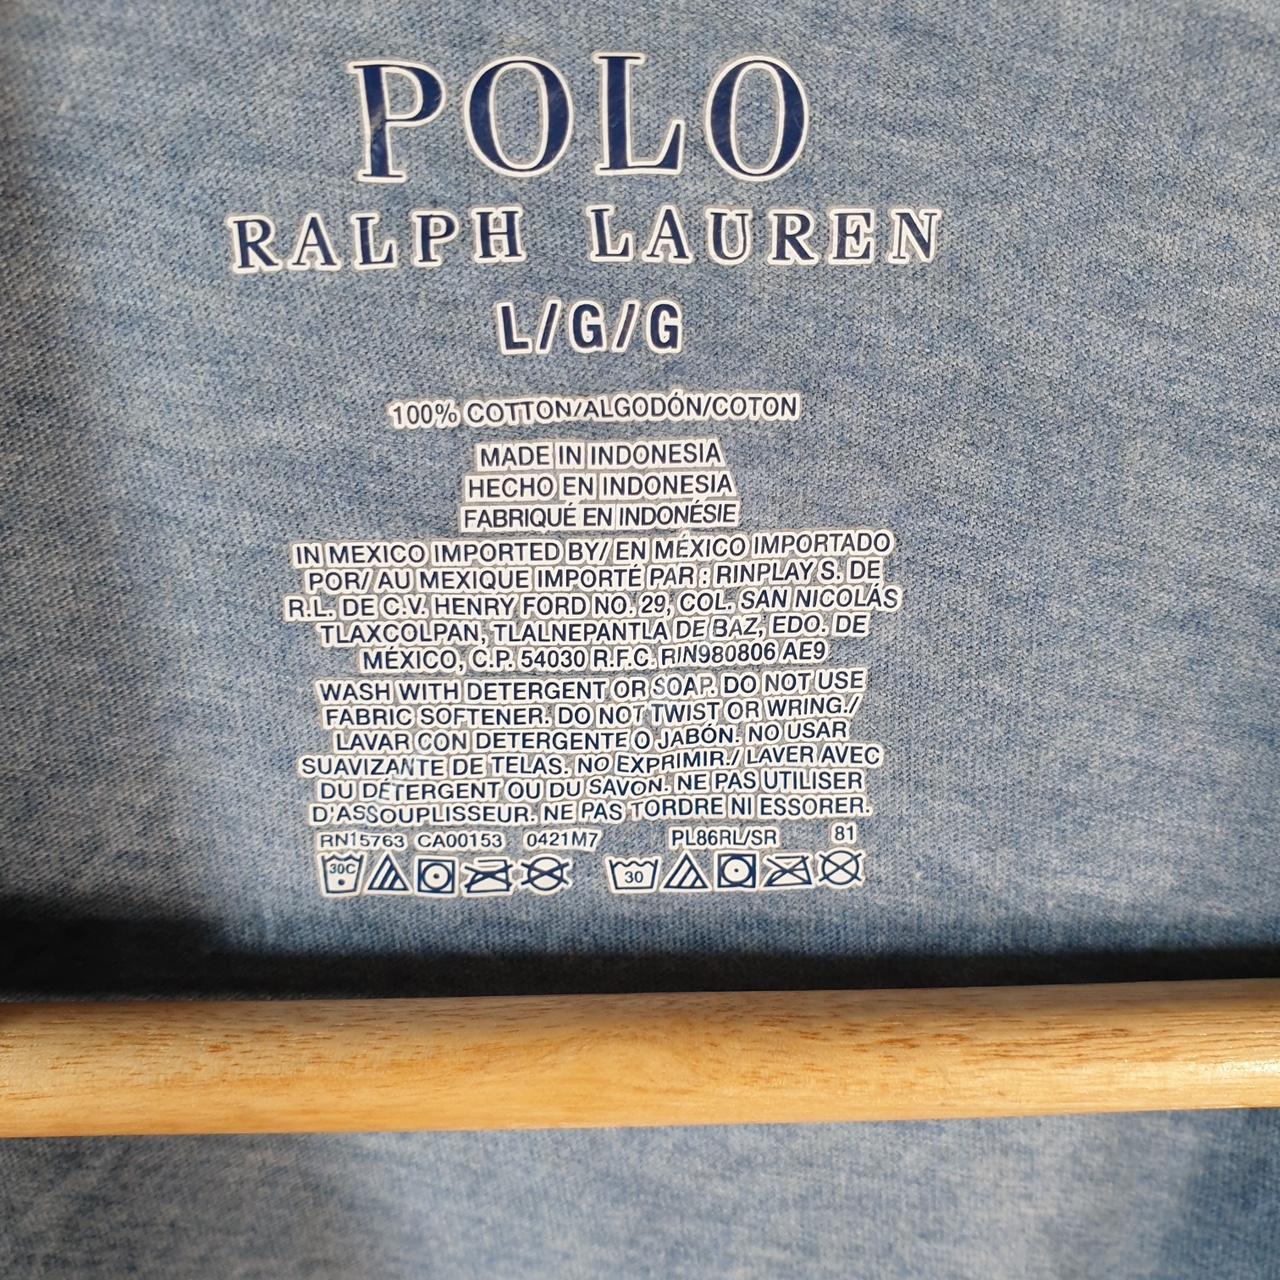 POLO
RALPH LAUREN
L/G/G
100% COTTON/ALGODÓN/COTON
MADE IN INDONESIA
HECHO EN INDONESIA
FABRIQUÉ EN INDONÉSIE
IN MEXICO IMPORTED BY/ EN MÉXICO IMPORTADO
POR/ AU MEXIQUE IMPORTÉ PAR : RINPLAY S. DE
R.L. DE C.V. HENRY FORD NO. 29, COL. SAN NICOLÁS
TLAXCOLPAN, TLALNEPANTLA DE BAZ, EDO. DE
MÉXICO, C.P. 54030 R.F.C. RIN980806 AE9
WASH WITH DETERGENT OR SOAP. DO NOT USE
FABRIC SOFTENER. DO NOT TWIST OR WRING./
LAVAR CON DETERGENTE O JABÓN. NO USAR
SUAVIZANTE DE TELAS. NO EXPRIMIR./ LAVER AVEC
DU DÉTERGENT OU DU SAVON. NE PAS UTILISER
D'ASSOUPLISSEUR. NE PAS TORDRE NI ESSORER.
RN15763 CA00153 0421M7 PL86RL/SR 81
30C 30